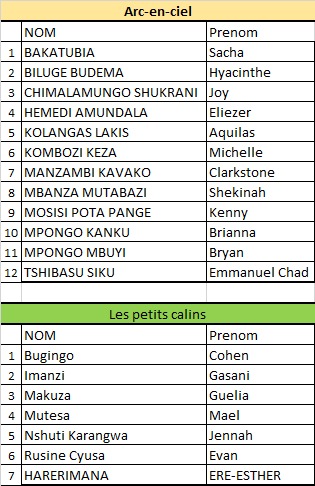 Arc-en-ciel
NOM Prenom
1 BAKATUBIA Sacha
2 BILUGE BUDEMA Hyacinthe
3 CHIMALAMUNGO SHUKRANI Joy
4 HEMEDI AMUNDALA Eliezer
5 KOLANGAS LAKIS Aquilas
6 KOMBOZI KEZA Michelle
7 MANZAMBI KAVAKO Clarkstone
8 MBANZA MUTABAZI Shekinah
9 MOSISI POTA PANGE Kenny
10 MPONGO KANKU Brianna
11 MPONGO MBUYI Bryan
12 TSHIBASU SIKU Emmanuel Chad
Les petits calins
NOM Prenom
1 Bugingo Cohen
2 Imanzi Gasani
3 Makuza Guelia
4 Mutesa Mael
5 Nshuti Karangwa Jennah
6 Rusine Cyusa Evan
7 HARERIMANA ERE-ESTHER